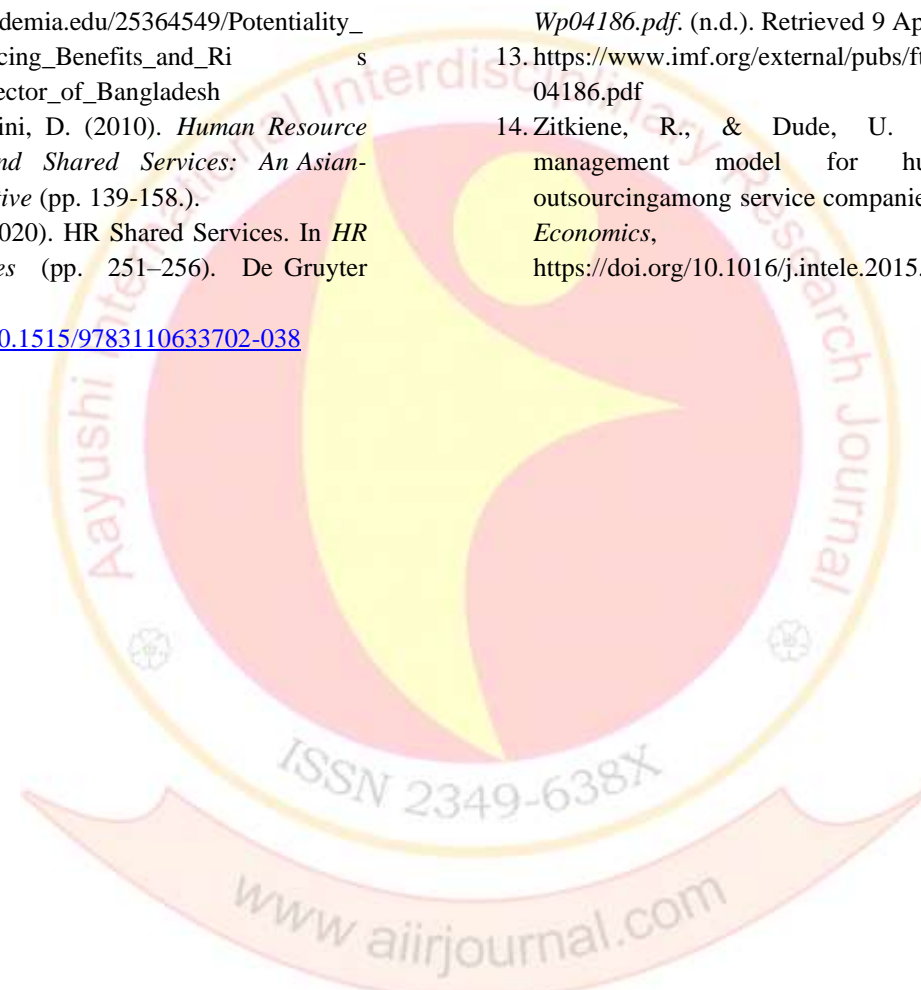 demia.edu/25364549/Potentiality_
cing_Benefits_and_Ri s
ector_of_Bangladesh
ini, D. (2010). Human Resource
nd Shared Services: An Asian-
tive (pp. 139-158.).
020). HR Shared Services. In HR
es (pp. 251–256). De Gruyter
0.1515/9783110633702-038
Wp04186.pdf. (n.d.). Retrieved 9 Ap
13. https://www.imf.org/external/pubs/ft
04186.pdf
14. Zitkiene, R., & Dude, U.
management model for hu
outsourcingamong service companie
Economics,
https://doi.org/10.1016/j.intele.2015.
Aayushi International Interdisciplinary Research Journal
ISSN 2349-638X
www.aiirjournal.com